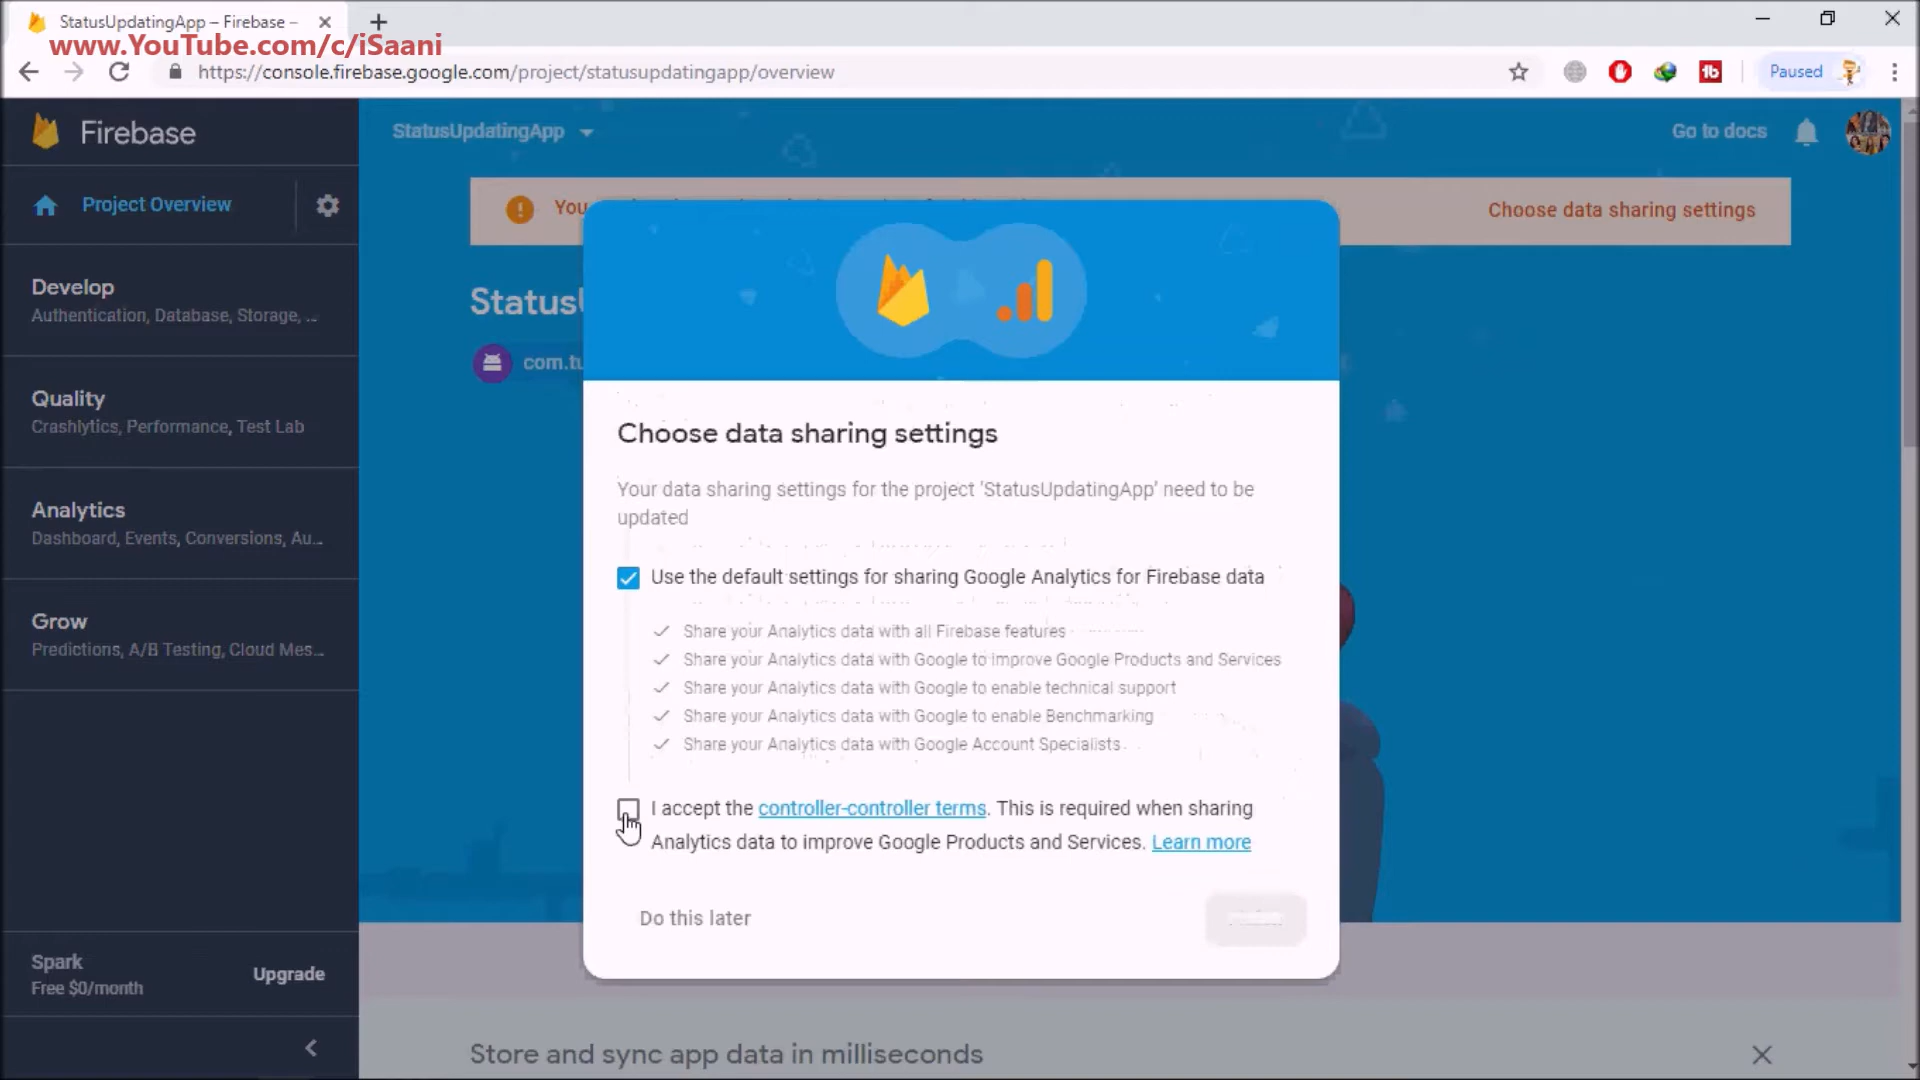 StatusUpdatingApp – Firebase –
www.YouTube.com/c/iSaani
https://console.firebase.google.com/project/statusupdatingapp/overview
Paused
Firebase
StatusUpdatingApp
Go to docs
Project Overview
You
Choose data sharing settings
Develop
Authentication, Database, Storage, ...
Quality
Crashlytics, Performance, Test Lab
Analytics
Dashboard, Events, Conversions, Au...
Grow
Predictions, A/B Testing, Cloud Mes...
Spark
Free $0/month
Upgrade
StatusU
com.tu
Choose data sharing settings
Your data sharing settings for the project 'StatusUpdatingApp' need to be
updated
Use the default settings for sharing Google Analytics for Firebase data
Share your Analytics data with all Firebase features
Share your Analytics data with Google to improve Google Products and Services
Share your Analytics data with Google to enable technical support
Share your Analytics data with Google to enable Benchmarking
Share your Analytics data with Google Account Specialists
I accept the controller-controller terms. This is required when sharing
Analytics data to improve Google Products and Services. Learn more
Do this later
Store and sync app data in milliseconds